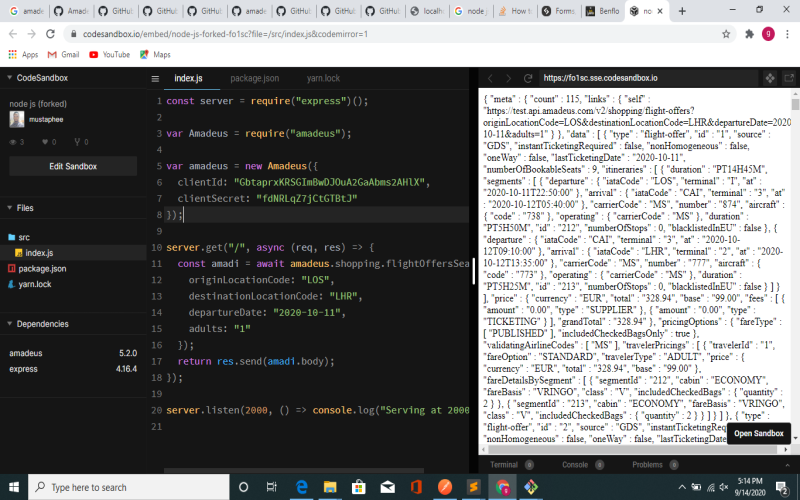 amade
Amade
GitHub
GitHub
GitHub
amade
GitHub
GitHub
GitHub
localho
node j
How to
Forms
Benflo
no
codesandbox.io/embed/node-js-forked-fo1sc?file=/src/index.js&codemirror=1
g
Apps
Gmail
YouTube
Maps
CodeSandbox
node js (forked)
mustaphee
3
0
0
Edit Sandbox
Files
src
index.js
package.json
yarn.lock
Dependencies
amadeus 5.2.0
express 4.16.4
index.js
package.json
yarn.lock
1 const server = require("express")();
2
3 var Amadeus = require("amadeus");
4
5 var amadeus = new Amadeus({
6 clientId: "GbtaprxKRSGImBwDJOuA2GaAbms2AHlX",
7 clientSecret: "fdNRLqZ7jCtGTBtJ"
8 });
9
10 server.get("/", async (req, res) => {
11 const amadi = await amadeus.shopping.flightOffersSea
12 originLocationCode: "LOS",
13 destinationLocationCode: "LHR",
14 departureDate: "2020-10-11",
15 adults: "1"
16 });
17 return res.send(amadi.body);
18 });
19
20 server.listen(2000, () => console.log("Serving at 2000
https://fo1sc.sse.codesandbox.io
{ "meta" : { "count" : 115, "links" : { "self" :
"https://test.api.amadeus.com/v2/shopping/flight-offers?
originLocationCode=LOS&destinationLocationCode=LHR&departureDate=2020
10-11&adults=1" } }, "data" : [ { "type" : "flight-offer", "id" : "1", "source" :
"GDS", "instantTicketingRequired" : false, "nonHomogeneous" : false,
"oneWay" : false, "lastTicketingDate" : "2020-10-11",
"numberOfBookableSeats" : 9, "itineraries" : [ { "duration" : "PT14H45M",
"segments" : [ { "departure" : { "iataCode" : "LOS", "terminal" : "I", "at" :
"2020-10-11T22:50:00" }, "arrival" : { "iataCode" : "CAI", "terminal" : "3", "at" :
"2020-10-12T05:40:00" }, "carrierCode" : "MS", "number" : "874", "aircraft" :
{ "code" : "738" }, "operating" : { "carrierCode" : "MS" }, "duration" :
"PT5H50M", "id" : "212", "numberOfStops" : 0, "blacklistedInEU" : false }, {
"departure" : { "iataCode" : "CAI", "terminal" : "3", "at" : "2020-10-
12T09:10:00" }, "arrival" : { "iataCode" : "LHR", "terminal" : "2", "at" : "2020-
10-12T13:35:00" }, "carrierCode" : "MS", "number" : "777", "aircraft" : {
"code" : "773" }, "operating" : { "carrierCode" : "MS" }, "duration" :
"PT5H25M", "id" : "213", "numberOfStops" : 0, "blacklistedInEU" : false } ] }
], "price" : { "currency" : "EUR", "total" : "328.94", "base" : "99.00", "fees" : [ {
"amount" : "0.00", "type" : "SUPPLIER" }, { "amount" : "0.00", "type" :
"TICKETING" } ], "grandTotal" : "328.94" }, "pricingOptions" : { "fareType" :
[ "PUBLISHED" ], "includedCheckedBagsOnly" : true },
"validatingAirlineCodes" : [ "MS" ], "travelerPricings" : [ { "travelerId" : "1",
"fareOption" : "STANDARD", "travelerType" : "ADULT", "price" : {
"currency" : "EUR", "total" : "328.94", "base" : "99.00" },
"fareDetailsBySegment" : [ { "segmentId" : "212", "cabin" : "ECONOMY",
"fareBasis" : "VRINGO", "class" : "V", "includedCheckedBags" : { "quantity" :
2 } }, { "segmentId" : "213", "cabin" : "ECONOMY", "fareBasis" : "VRINGO",
"class" : "V", "includedCheckedBags" : { "quantity" : 2 } } ] } ] }, { "type" :
"flight-offer", "id" : "2", "source" : "GDS", "instantTicketingRequire
"nonHomogeneous" : false, "oneWay" : false, "lastTicketingDate
Open Sandbox
Terminal 0
Console 0
Problems 0
Type here to search
5:14 PM
9/14/2020
2